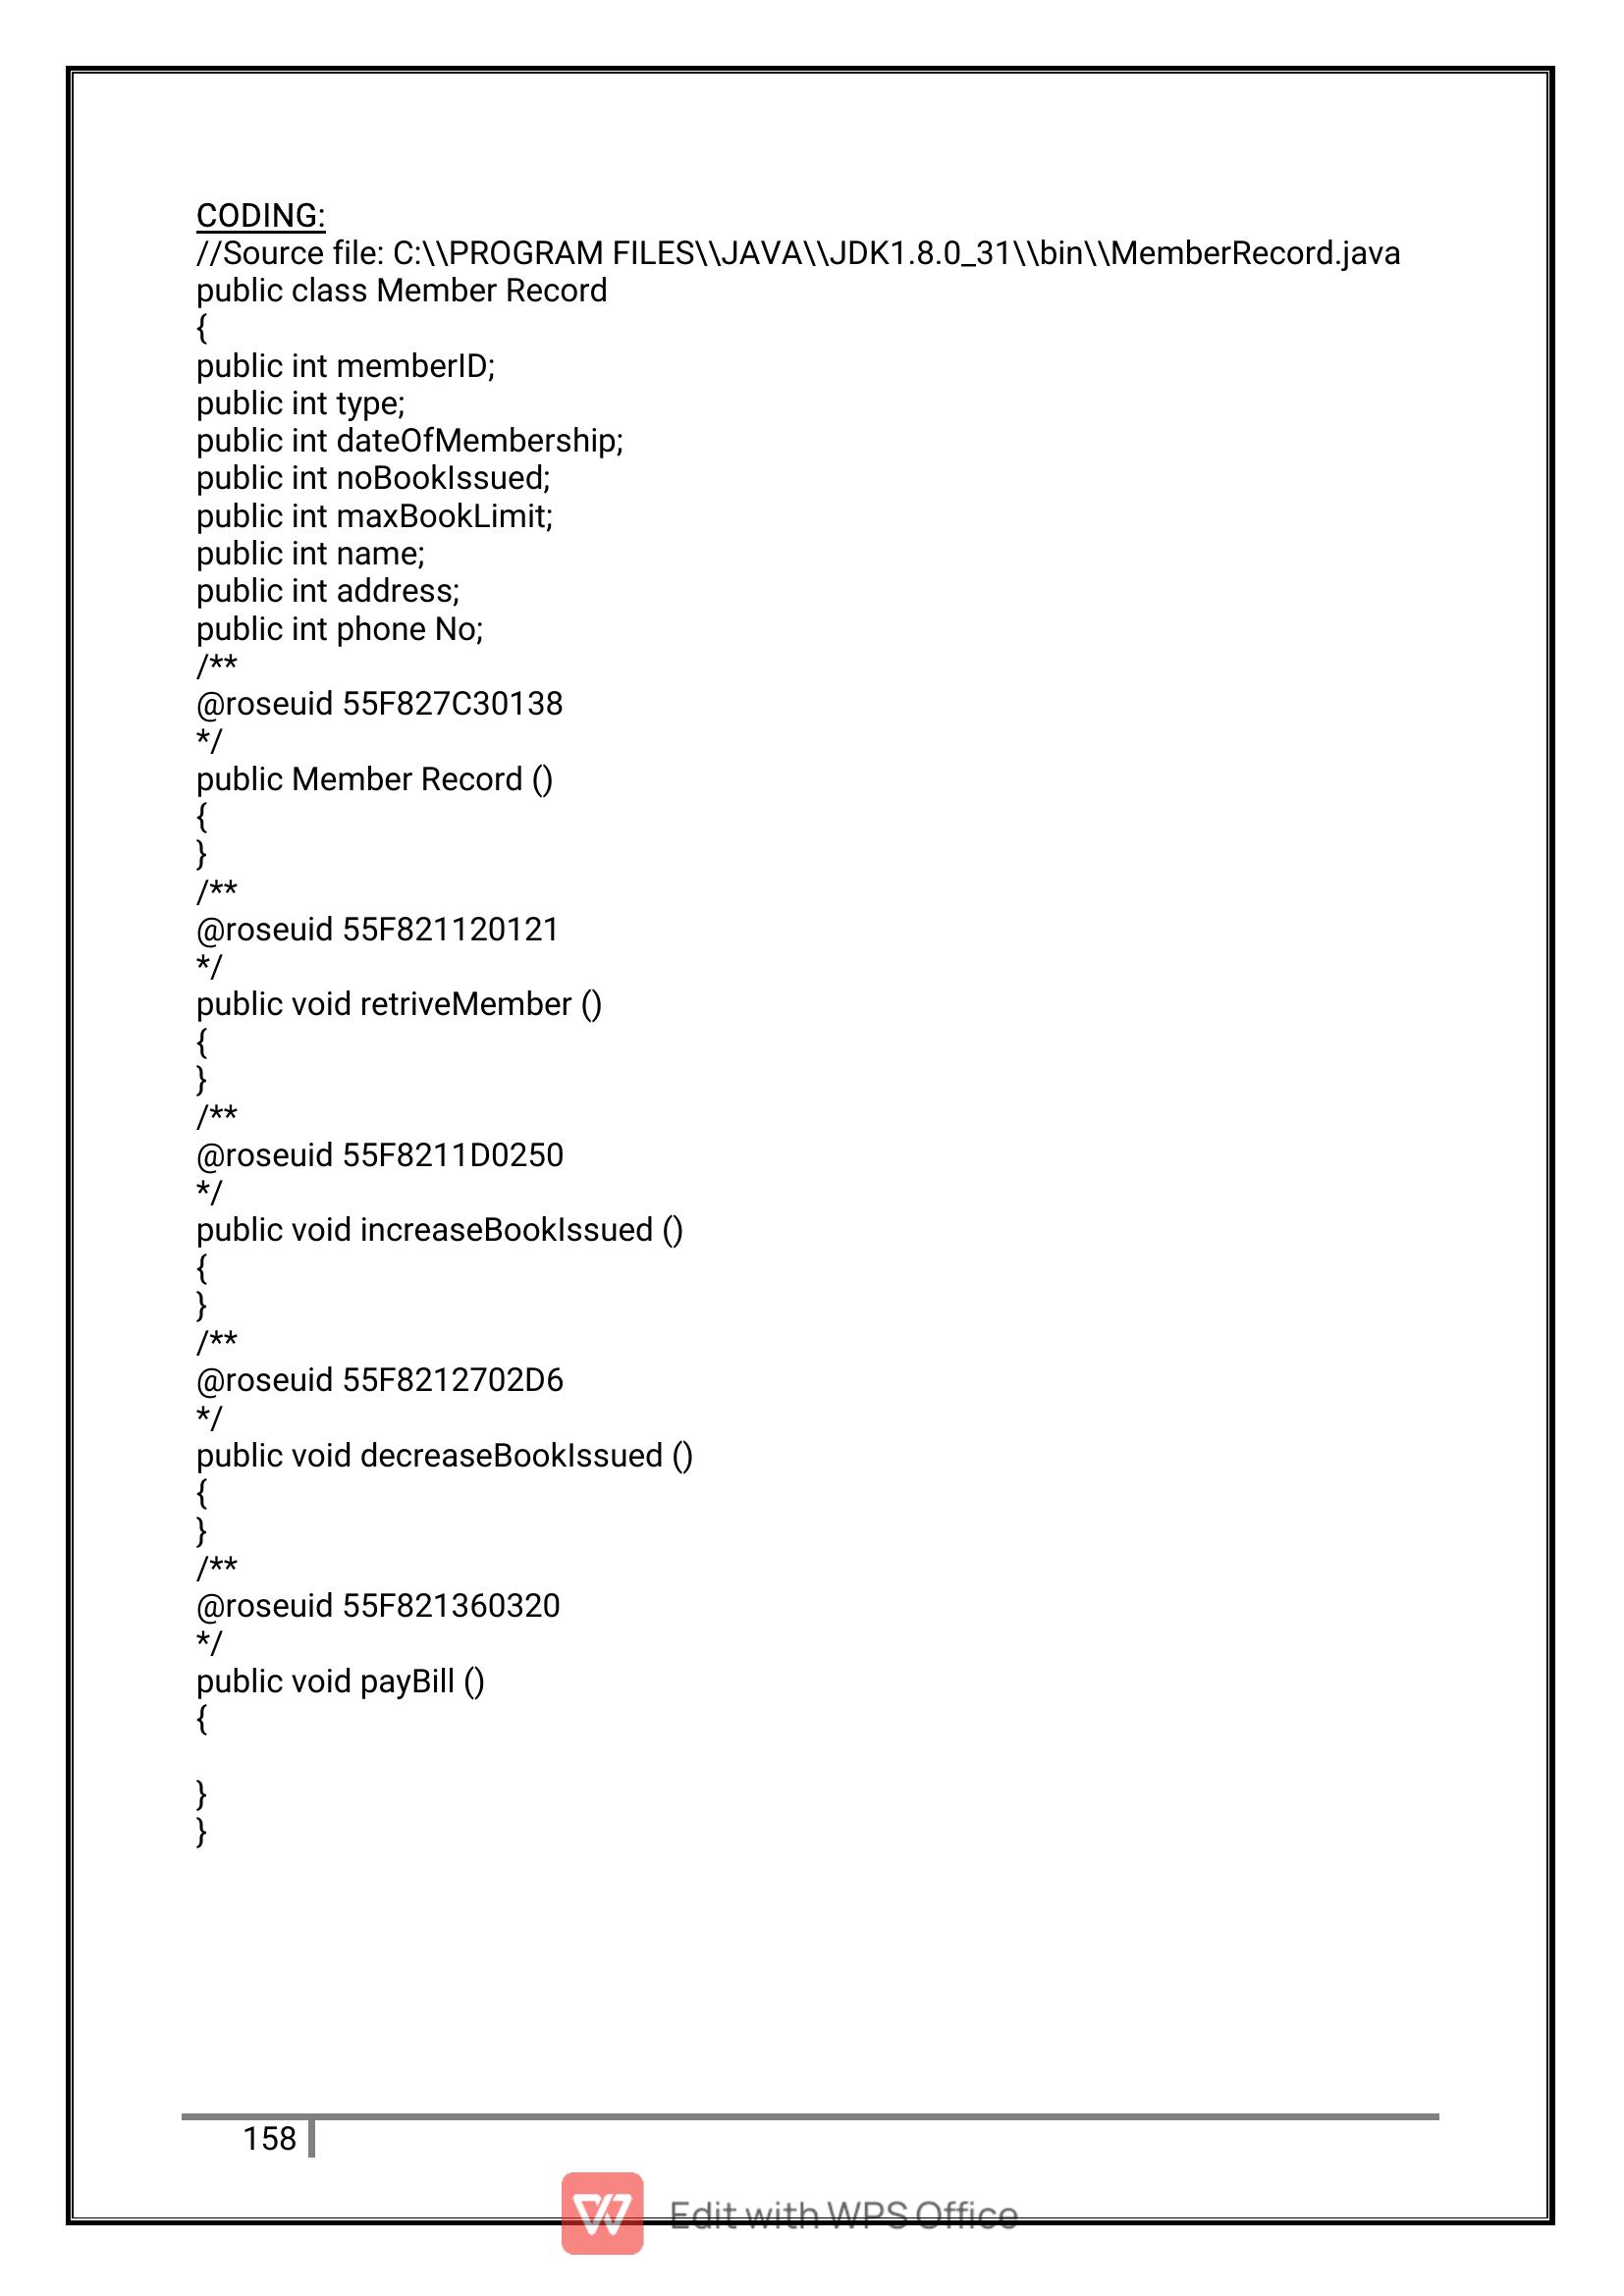 CODING:
//Source file: C:\\PROGRAM FILES\\JAVA\\JDK1.8.0_31\\bin\\MemberRecord.java
public class Member Record
{
public int memberID;
public int type;
public int dateOfMembership;
public int noBookIssued;
public int maxBookLimit;
public int name;
public int address;
public int phone No;
/**
@roseuid 55F827C30138
*/
public Member Record ()
{
}
/**
@roseuid 55F821120121
*/
public void retriveMember ()
{
}
/**
@roseuid 55F8211D0250
*/
public void increaseBookIssued ()
{
}
/**
@roseuid 55F8212702D6
*/
public void decreaseBookIssued ()
{
}
/**
@roseuid 55F821360320
*/
public void payBill ()
{
}
}
158
Edit with WPS Office